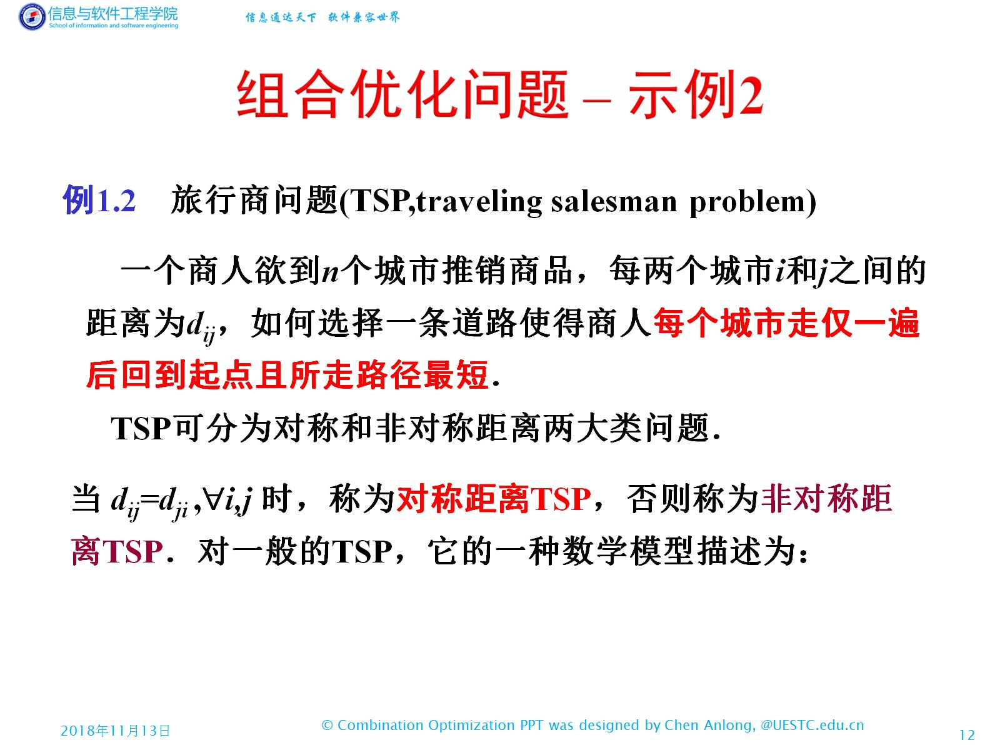 信息与软件工程学院
School of information and software engineering
信息通达天下 软件兼容世界
组合优化问题 – 示例2
例1.2 旅行商问题(TSP,traveling salesman problem)
一个商人欲到n个城市推销商品，每两个城市i和j之间的
距离为dij，如何选择一条道路使得商人每个城市走仅一遍
后回到起点且所走路径最短．
TSP可分为对称和非对称距离两大类问题．
当 dij=dji ,∀i,j 时，称为对称距离TSP，否则称为非对称距
离TSP．对一般的TSP，它的一种数学模型描述为：
2018年11月13日
© Combination Optimization PPT was designed by Chen Anlong, @UESTC.edu.cn
12